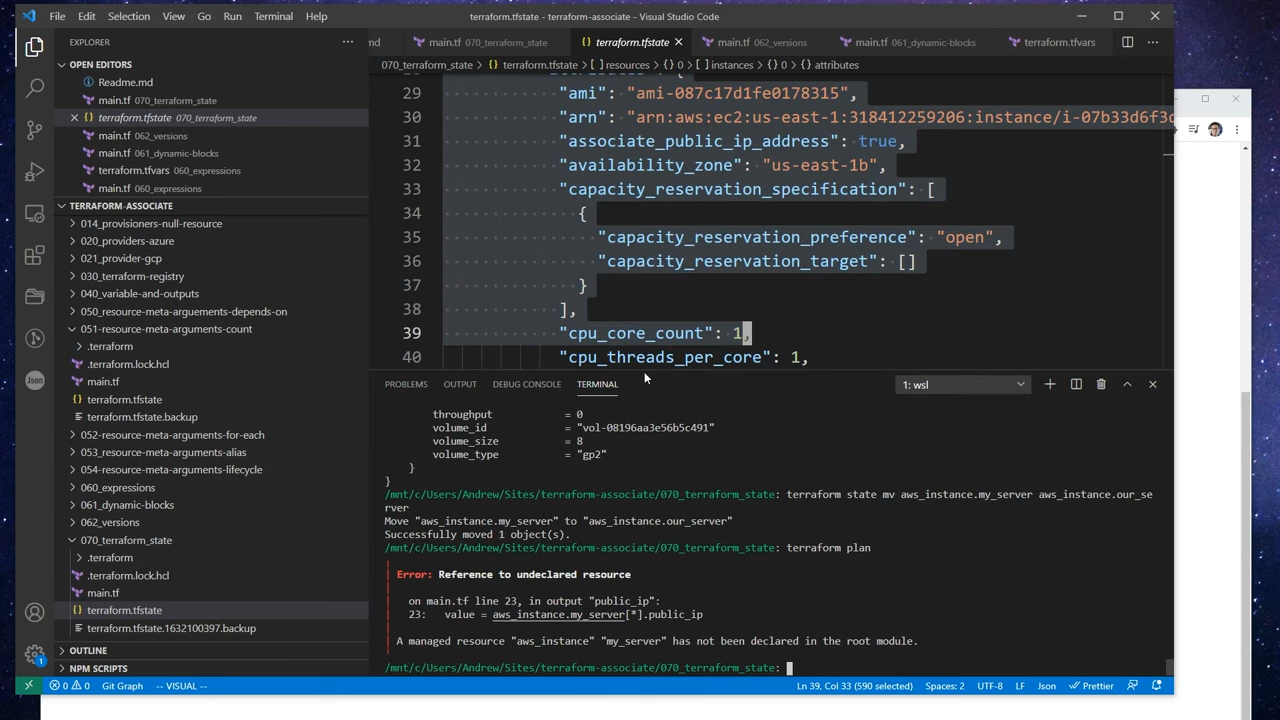 File Edit Selection View Go Run Terminal Help
terraform.tfstate - terraform-associate - Visual Studio Code
EXPLORER
OPEN EDITORS
Readme.md
main.tf 070_terraform_state
terraform.tfstate 070_terraform_state
main.tf 062_versions
main.tf 061_dynamic-blocks
terraform.tfvars 060_expressions
main.tf 060_expressions
TERRAFORM-ASSOCIATE
014_provisioners-null-resource
020_providers-azure
021_provider-gcp
030_terraform-registry
040_variable-and-outputs
050_resource-meta-arguements-depends-on
051-resource-meta-arguments-count
.terraform
.terraform.lock.hcl
main.tf
terraform.tfstate
terraform.tfstate.backup
052-resource-meta-arguments-for-each
053_resource-meta-arguments-alias
054-resource-meta-arguments-lifecycle
060_expressions
061_dynamic-blocks
062_versions
070_terraform_state
.terraform
.terraform.lock.hcl
main.tf
terraform.tfstate
terraform.tfstate.1632100397.backup
OUTLINE
NPM SCRIPTS
md main.tf 070_terraform_state terraform.tfstate main.tf 062_versions main.tf 061_dynamic-blocks terraform.tfvars
070_terraform_state > {} terraform.tfstate > [ ] resources > {} 0 > [ ] instances > {} 0 > {} attributes
29 "ami": "ami-087c17d1fe0178315",
30 "arn": "arn:aws:ec2:us-east-1:318412259206:instance/i-07b33d6f3d
31 "associate_public_ip_address": true,
32 "availability_zone": "us-east-1b",
33 "capacity_reservation_specification": [
34 {
35 "capacity_reservation_preference": "open",
36 "capacity_reservation_target": []
37 }
38 ],
39 "cpu_core_count": 1,
40 "cpu_threads_per_core": 1,
PROBLEMS OUTPUT DEBUG CONSOLE TERMINAL 1: wsl
throughput = 0
volume_id = "vol-08196aa3e56b5c491"
volume_size = 8
volume_type = "gp2"
}
}
/mnt/c/Users/Andrew/Sites/terraform-associate/070_terraform_state: terraform state mv aws_instance.my_server aws_instance.our_se
rver
Move "aws_instance.my_server" to "aws_instance.our_server"
Successfully moved 1 object(s).
/mnt/c/Users/Andrew/Sites/terraform-associate/070_terraform_state: terraform plan
Error: Reference to undeclared resource
on main.tf line 23, in output "public_ip":
23: value = aws_instance.my_server[*].public_ip
A managed resource "aws_instance" "my_server" has not been declared in the root module.
/mnt/c/Users/Andrew/Sites/terraform-associate/070_terraform_state:
0 0 Git Graph -- VISUAL -- Ln 39, Col 33 (590 selected) Spaces: 2 UTF-8 LF Json Prettier